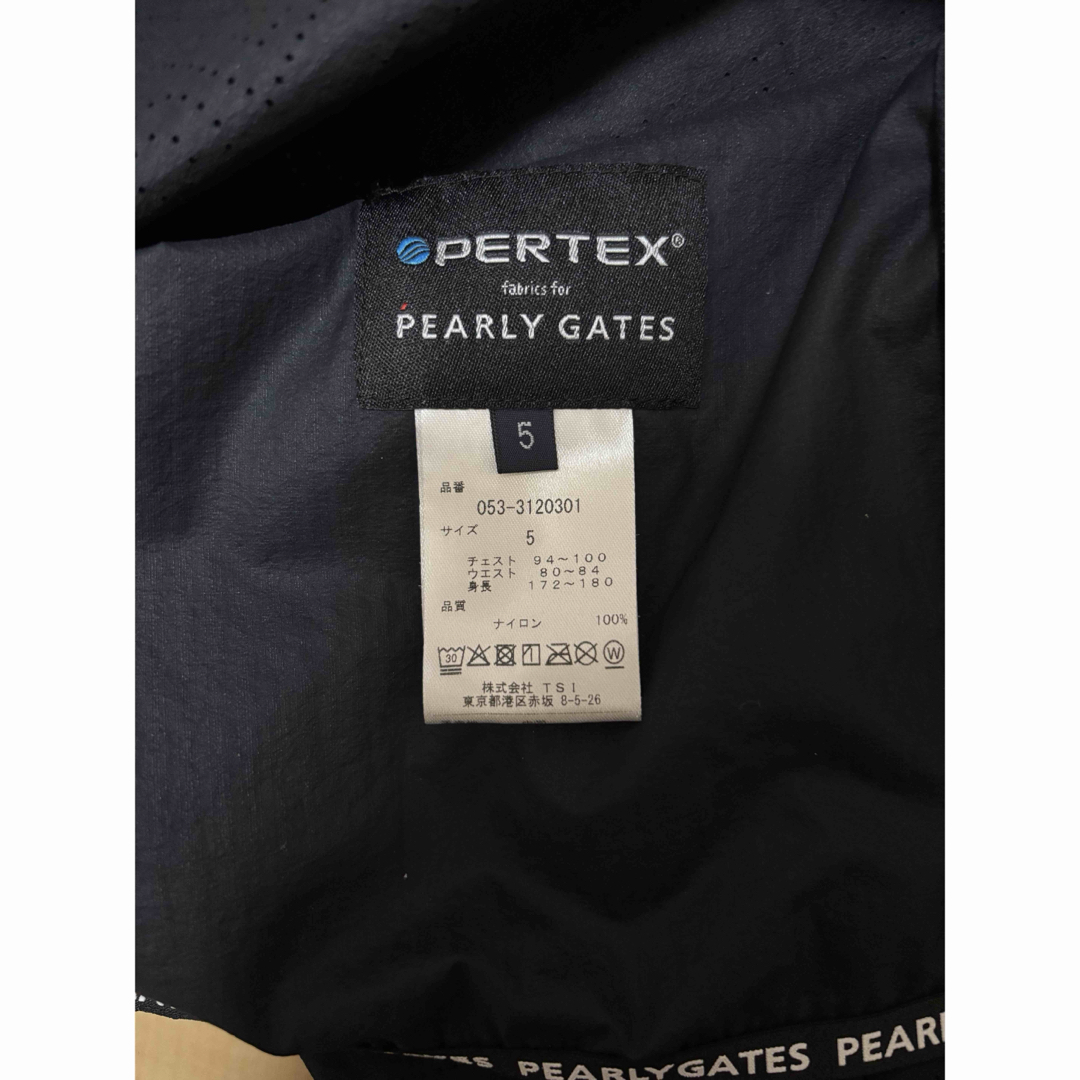 PERTEX®
fabrics for
PEARLY GATES
5
品番
053-3120301
サイズ
5
チェスト 94～100
ウエスト 80～84
身長 172～180
品質
ナイロン 100%
30 W
株式会社 TSI
東京都港区赤坂 8-5-26
PEARLYGATES PEARL